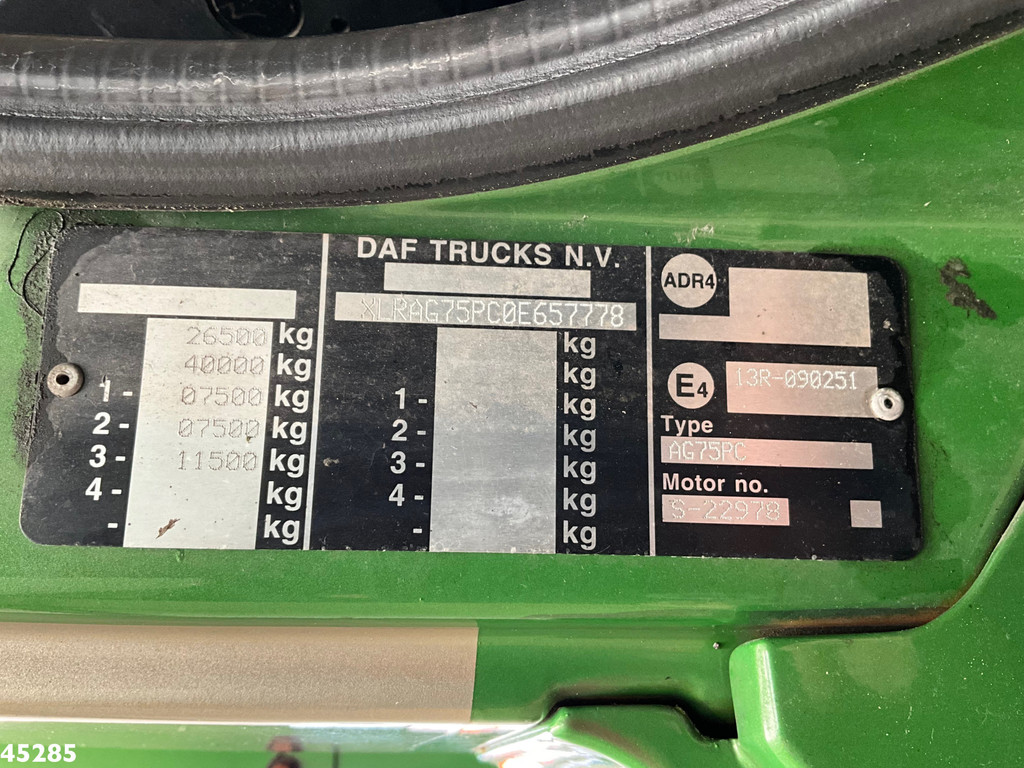 DAF TRUCKS N.V.
XLRAG75PC0E657778
26500 kg
40000 kg
1 - 07500 kg
2 - 07500 kg
3 - 11500 kg
4 - kg
- kg
kg
kg
1 - kg
2 - kg
3 - kg
4 - kg
- kg
ADR4
E4 13R-090251
Type
AG75PC
Motor no.
S-22978
45285